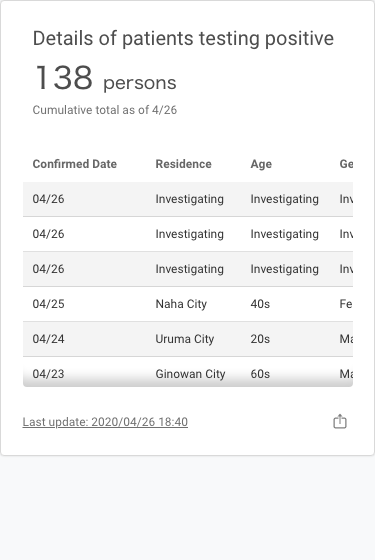 Details of patients testing positive
138 persons
Cumulative total as of 4/26
Confirmed Date Residence Age Ge
04/26 Investigating Investigating Inv
04/26 Investigating Investigating Inv
04/26 Investigating Investigating Inv
04/25 Naha City 40s Fe
04/24 Uruma City 20s Ma
04/23 Ginowan City 60s Ma
Last update: 2020/04/26 18:40